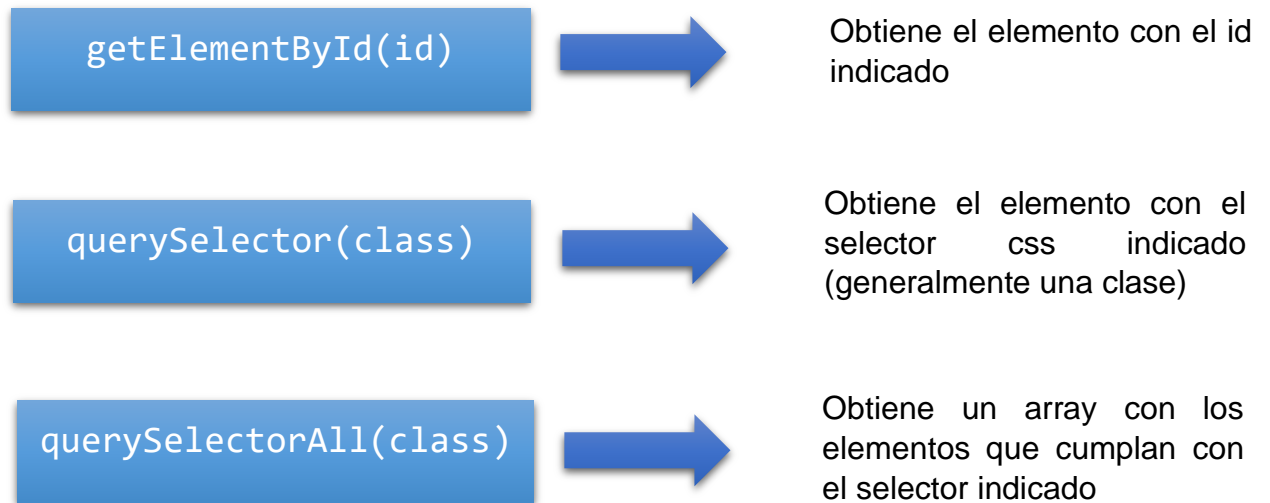 getElementById(id)
Obtiene el elemento con el id
indicado
querySelector(class)
Obtiene el elemento con el
selector css indicado
(generalmente una clase)
querySelectorAll(class)
Obtiene un array con los
elementos que cumplan con
el selector indicado